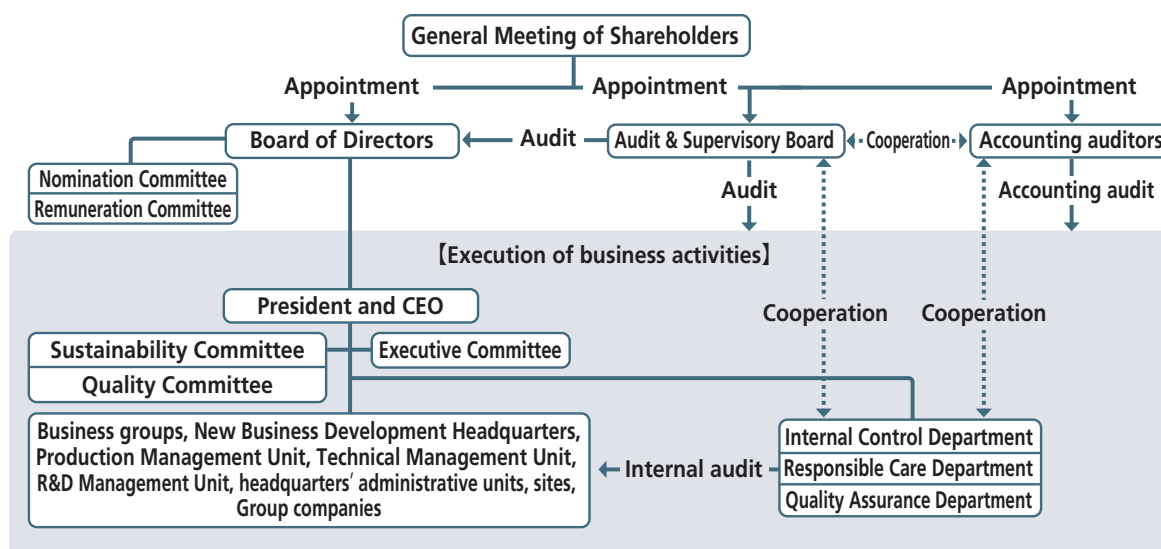 General Meeting of Shareholders
Appointment
Appointment
Appointment
Board of Directors
Audit
Audit & Supervisory Board
Cooperation
Accounting auditors
Nomination Committee
Remuneration Committee
Audit
Accounting audit
【Execution of business activities】
President and CEO
Cooperation
Cooperation
Sustainability Committee
Executive Committee
Quality Committee
Business groups, New Business Development Headquarters,
Production Management Unit, Technical Management Unit,
R&D Management Unit, headquarters' administrative units, sites,
Group companies
Internal audit
Internal Control Department
Responsible Care Department
Quality Assurance Department